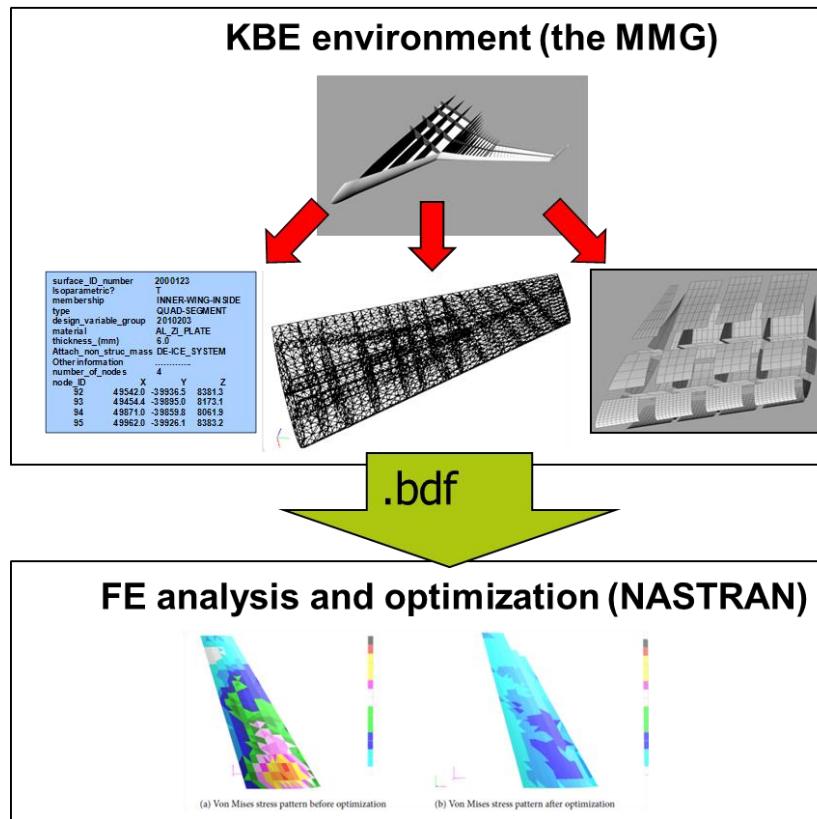 KBE environment (the MMG)
surface_ID_number 2000123
Isoparametric? T
membership INNER-WING-INSIDE
type QUAD-SEGMENT
design_variable_group 2010203
material AL_ZI_PLATE
thickness_(mm) 6.0
Attach_non_struc_mass DE-ICE_SYSTEM
Other information .............
number_of_nodes 4
node_ID X Y Z
92 49542.0 -39936.5 8381.3
93 49454.4 -39895.0 8173.1
94 49871.0 -39859.8 8061.9
95 49962.0 -39926.1 8383.2
.bdf
FE analysis and optimization (NASTRAN)
(a) Von Mises stress pattern before optimization
(b) Von Mises stress pattern after optimization